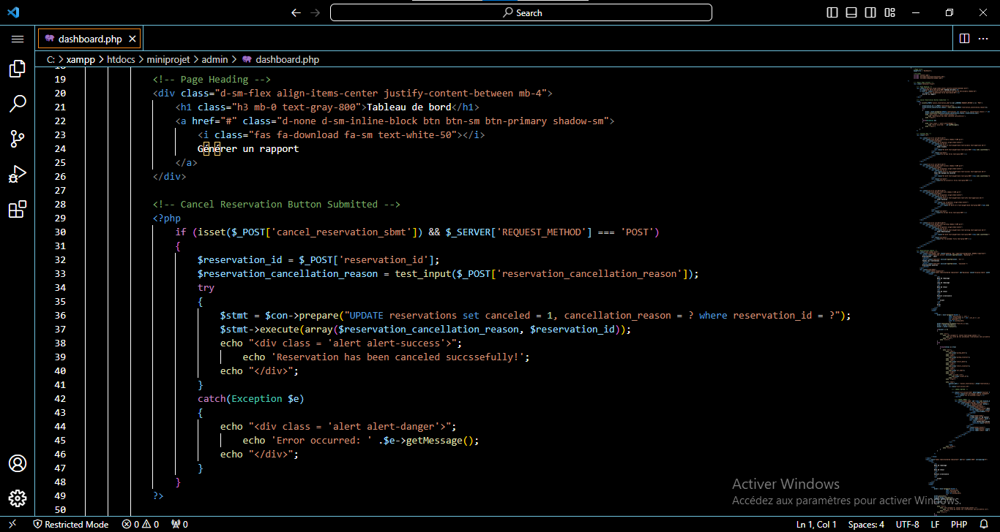 Search
dashboard.php
C: > xampp > htdocs > miniprojet > admin > dashboard.php
19 <!-- Page Heading -->
20 <div class="d-sm-flex align-items-center justify-content-between mb-4">
21 <h1 class="h3 mb-0 text-gray-800">Tableau de bord</h1>
22 <a href="#" class="d-none d-sm-inline-block btn btn-sm btn-primary shadow-sm">
23 <i class="fas fa-download fa-sm text-white-50"></i>
24 Générer un rapport
25 </a>
26 </div>
27
28 <!-- Cancel Reservation Button Submitted -->
29 <?php
30 if (isset($_POST['cancel_reservation_sbmt']) && $_SERVER['REQUEST_METHOD'] === 'POST')
31 {
32 $reservation_id = $_POST['reservation_id'];
33 $reservation_cancellation_reason = test_input($_POST['reservation_cancellation_reason']);
34 try
35 {
36 $stmt = $con->prepare("UPDATE reservations set canceled = 1, cancellation_reason = ? where reservation_id = ?");
37 $stmt->execute(array($reservation_cancellation_reason, $reservation_id));
38 echo "<div class = 'alert alert-success'>";
39 echo 'Reservation has been canceled succssefully!';
40 echo "</div>";
41 }
42 catch(Exception $e)
43 {
44 echo "<div class = 'alert alert-danger'>";
45 echo 'Error occurred: ' .$e->getMessage();
46 echo "</div>";
47 }
48 }
49 ?>
50
Activer Windows
Accédez aux paramètres pour activer Windows.
Restricted Mode 0 0 0 Ln 1, Col 1 Spaces: 4 UTF-8 LF PHP